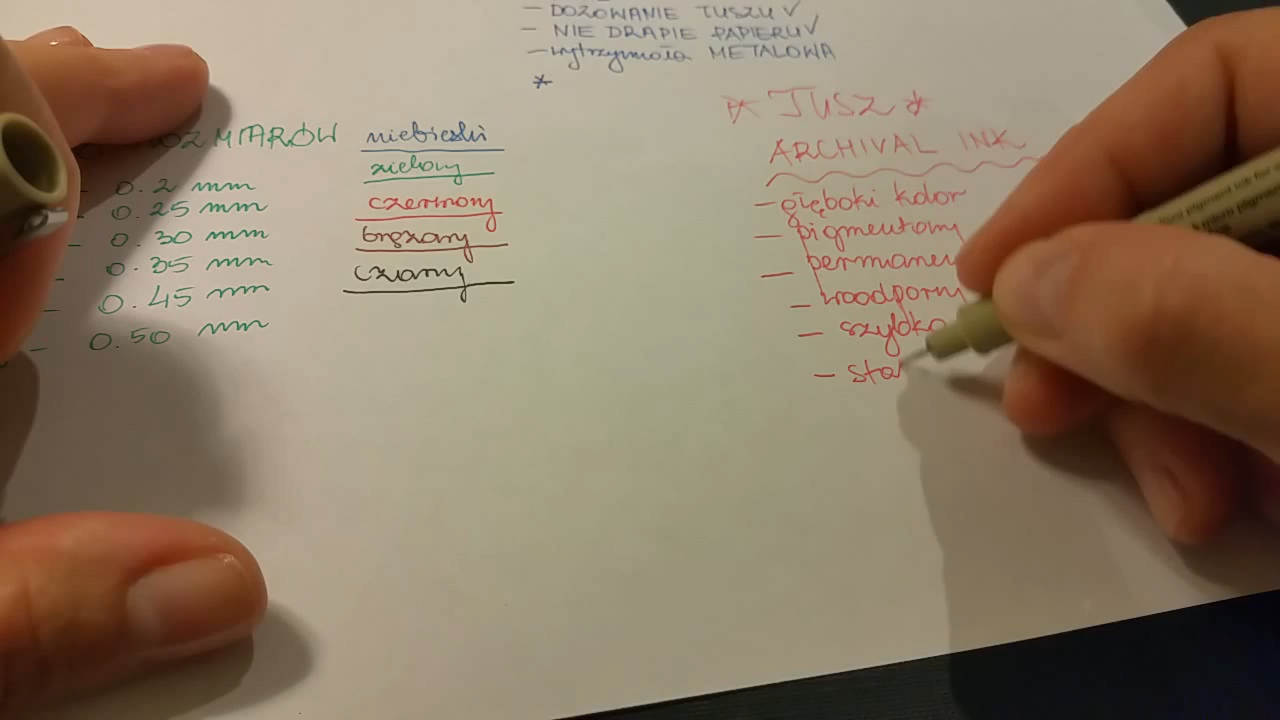 - DOZOWANIE TUSZU √
- NIE DRAPIE PAPIERU √
- wytrzymała METALOWA
*
ROZMIARÓW
- 0.2 mm
- 0.25 mm
- 0.30 mm
- 0.35 mm
- 0.45 mm
- 0.50 mm
niebieski
zielony
czerwony
brązowy
czarny
* TUSZ *
ARCHIVAL INK
- głęboki kolor
- pigmentowy
- permanen
- woodporny
- szybko
- sta